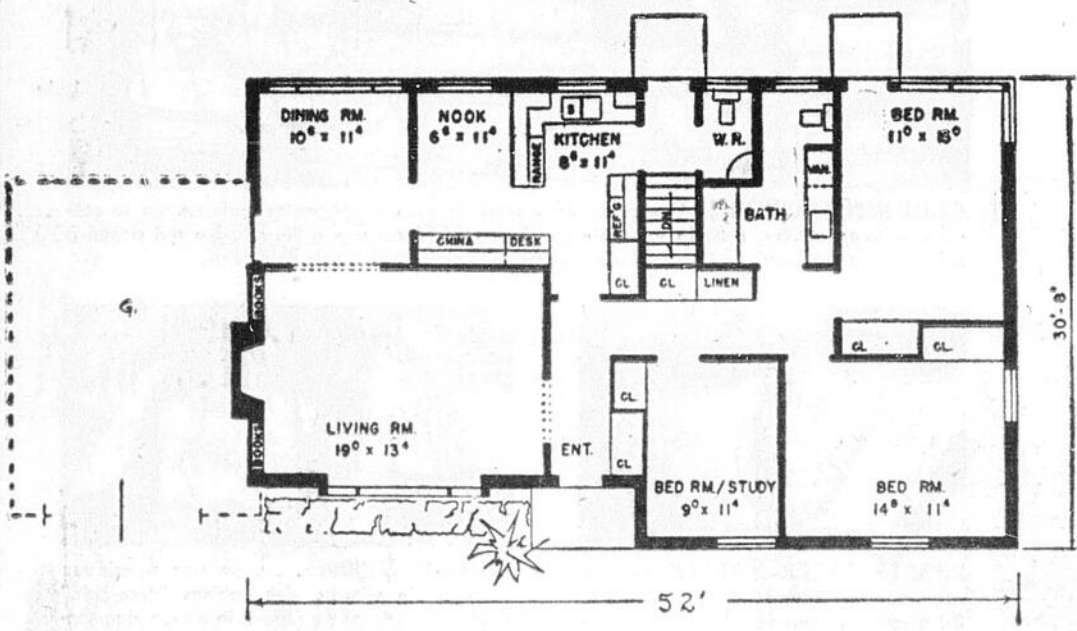 DINING RM.
10⁶ x 11⁴
NOOK
6⁶ x 11⁴
S
RANGE
KITCHEN
8⁶ x 11⁴
W.R.
BED RM.
11⁰ x 15⁰
VAN.
REF'G
DN
BATH
CHINA
DESK
CL
CL
LINEN
BOOKS
G.
CL
CL.
30'-8"
CL
LIVING RM.
19⁰ x 13⁴
ENT.
CL
BOOKS
BED RM./STUDY
9⁰ x 11⁴
BED RM.
14⁸ x 11⁴
52'